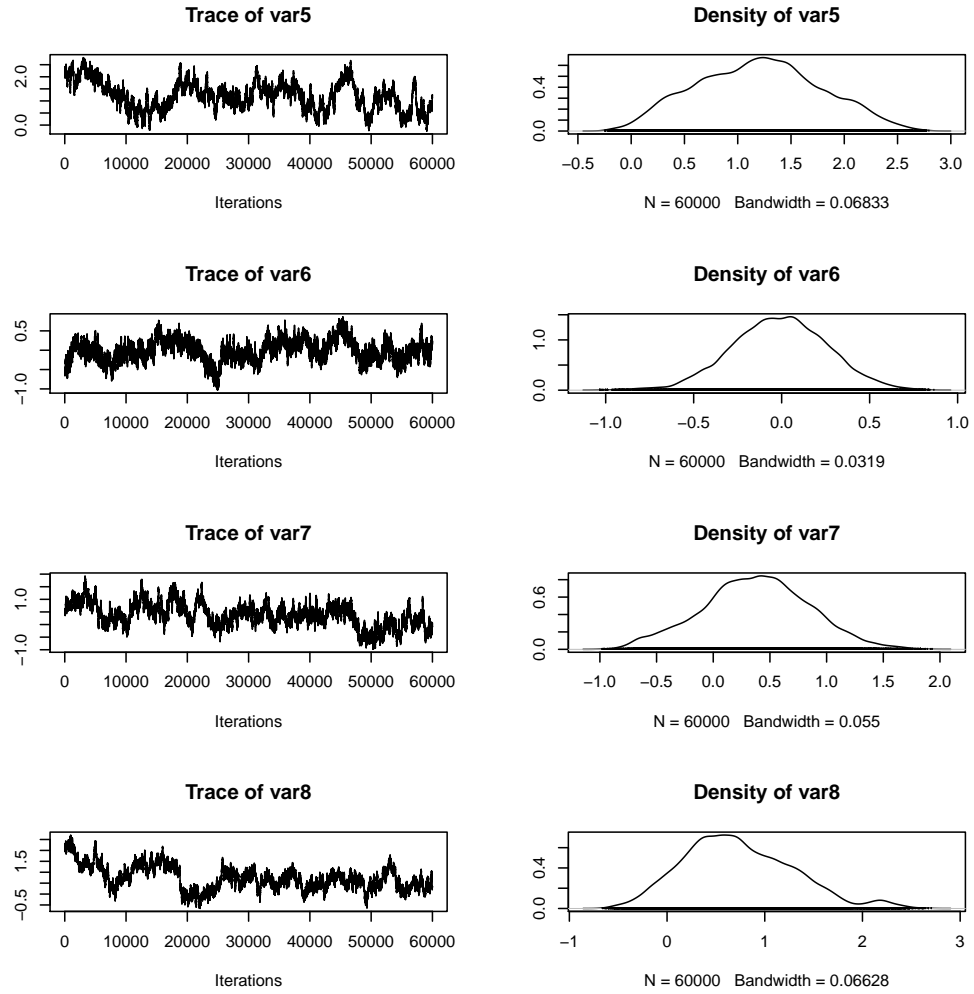 Trace of var5
2.0
0.0
0 10000 20000 30000 40000 50000 60000
Iterations
Density of var5
0.4
0.0
−0.5 0.0 0.5 1.0 1.5 2.0 2.5 3.0
N = 60000 Bandwidth = 0.06833
Trace of var6
0.5
−1.0
0 10000 20000 30000 40000 50000 60000
Iterations
Density of var6
1.0
0.0
−1.0 −0.5 0.0 0.5 1.0
N = 60000 Bandwidth = 0.0319
Trace of var7
1.0
−1.0
0 10000 20000 30000 40000 50000 60000
Iterations
Density of var7
0.6
0.0
−1.0 −0.5 0.0 0.5 1.0 1.5 2.0
N = 60000 Bandwidth = 0.055
Trace of var8
1.5
−0.5
0 10000 20000 30000 40000 50000 60000
Iterations
Density of var8
0.4
0.0
−1 0 1 2 3
N = 60000 Bandwidth = 0.06628